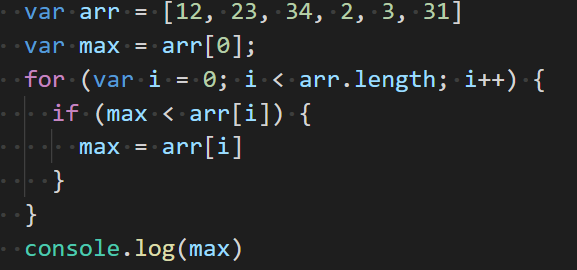 var arr = [12, 23, 34, 2, 3, 31]
var max = arr[0];
for (var i = 0; i < arr.length; i++) {
if (max < arr[i]) {
max = arr[i]
}
}
console.log(max)